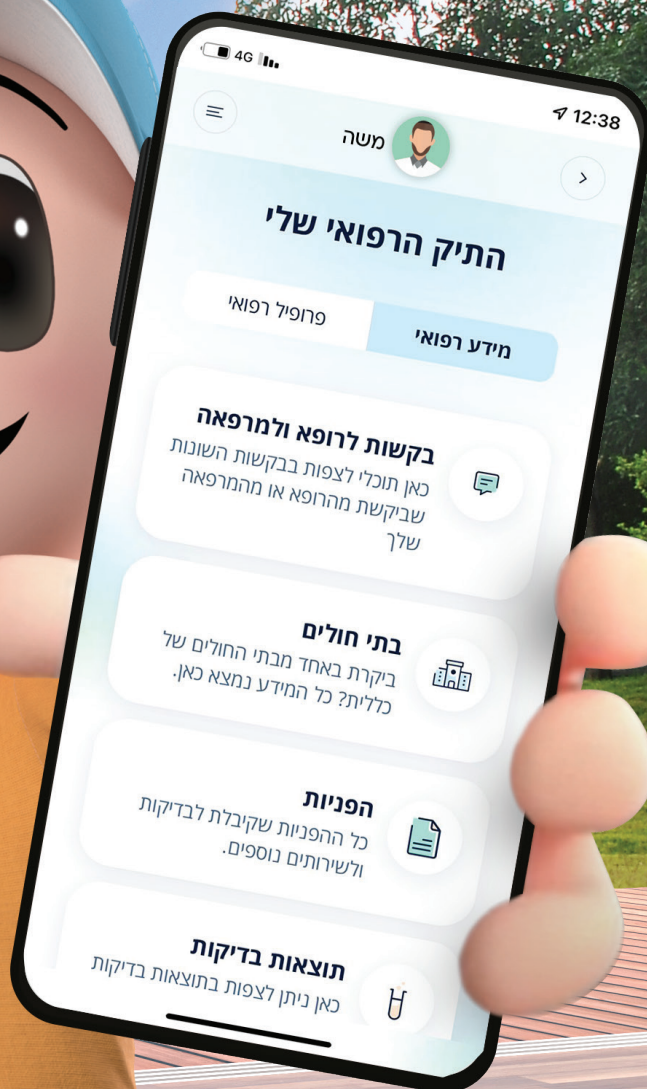 12:38
4G
משה
התיק הרפואי שלי
מידע רפואי
פרופיל רפואי
בקשות לרופא ולמרפאה
כאן תוכלי לצפות בבקשות השונות
שביקשת מהרופא או מהמרפאה
שלך
בתי חולים
ביקרת באחד מבתי החולים של
כללית? כל המידע נמצא כאן.
הפניות
כל ההפניות שקיבלת לבדיקות
ולשירותים נוספים.
תוצאות בדיקות
כאן ניתן לצפות בתוצאות בדיקות